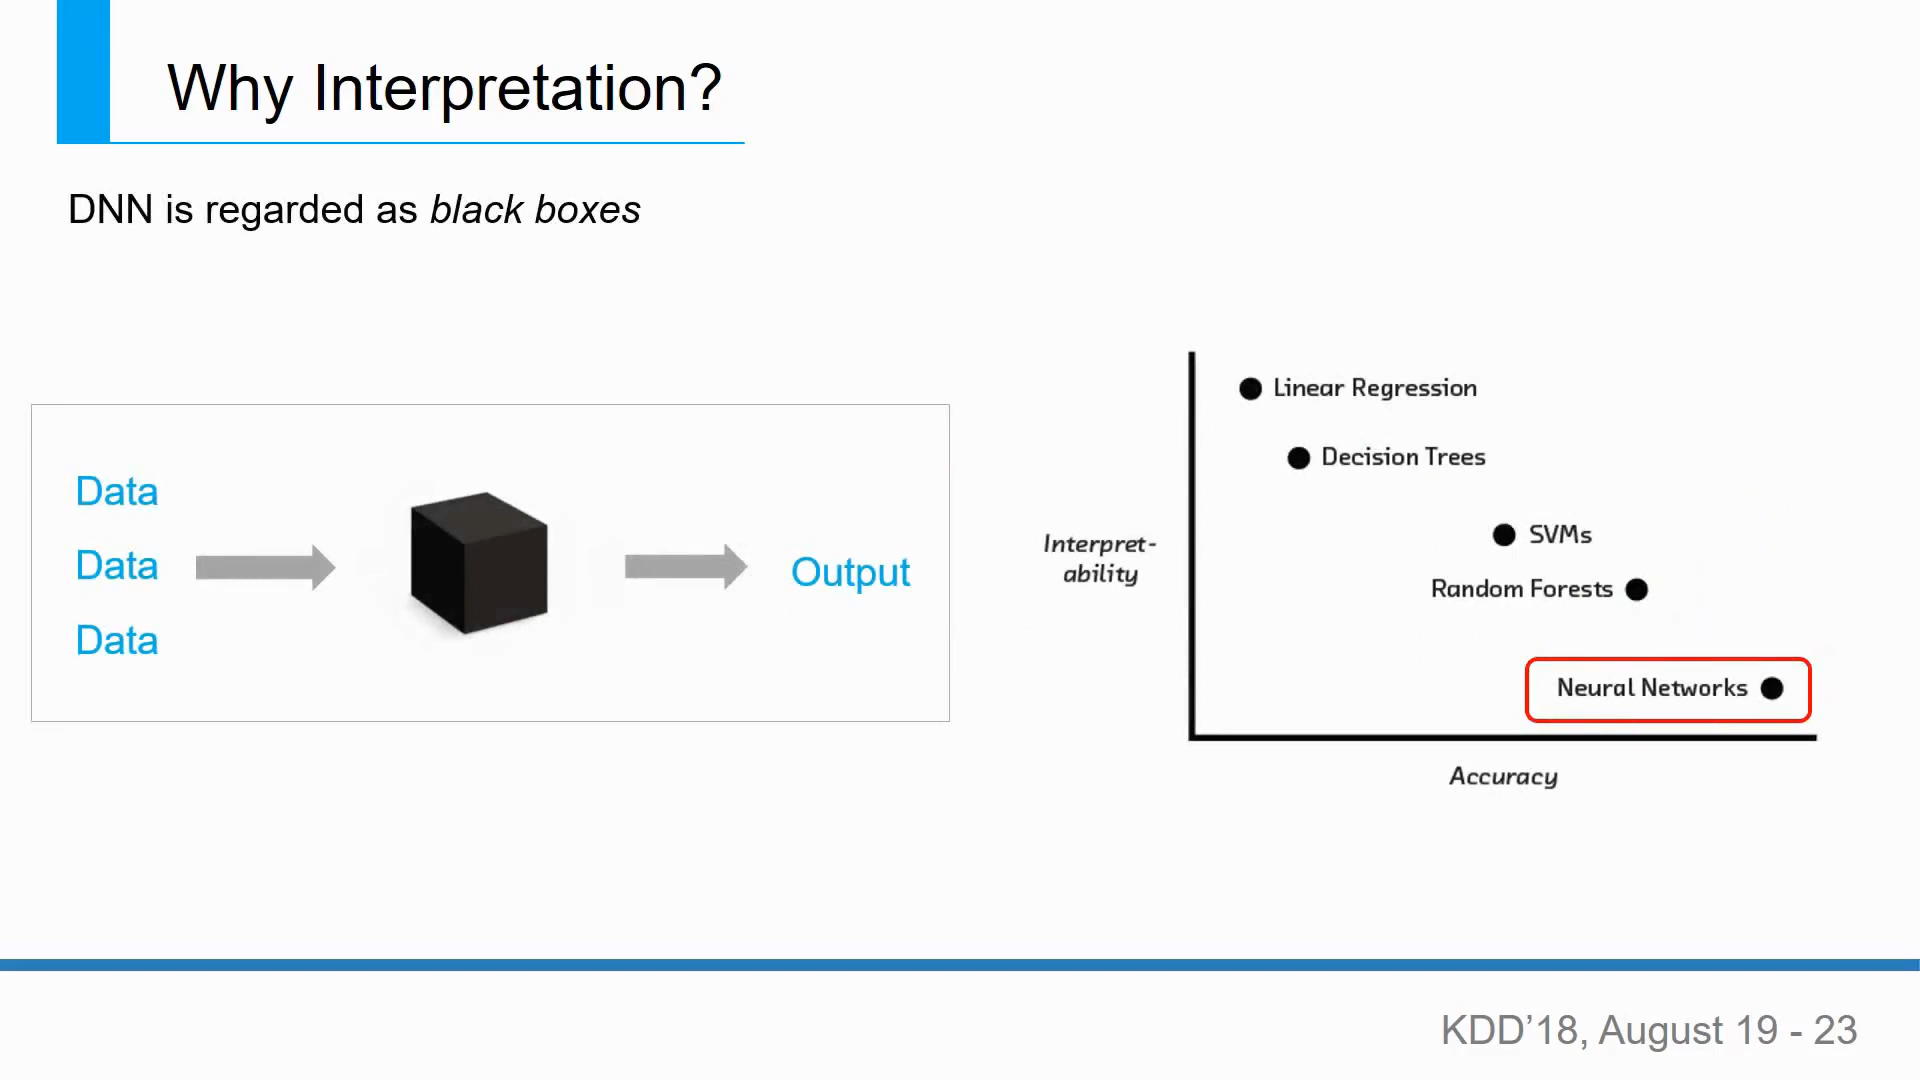 Why Interpretation?
DNN is regarded as black boxes
Data
Data
Data
Output
Interpret-
ability
Linear Regression
Decision Trees
SVMs
Random Forests
Neural Networks
Accuracy
KDD’18, August 19 - 23